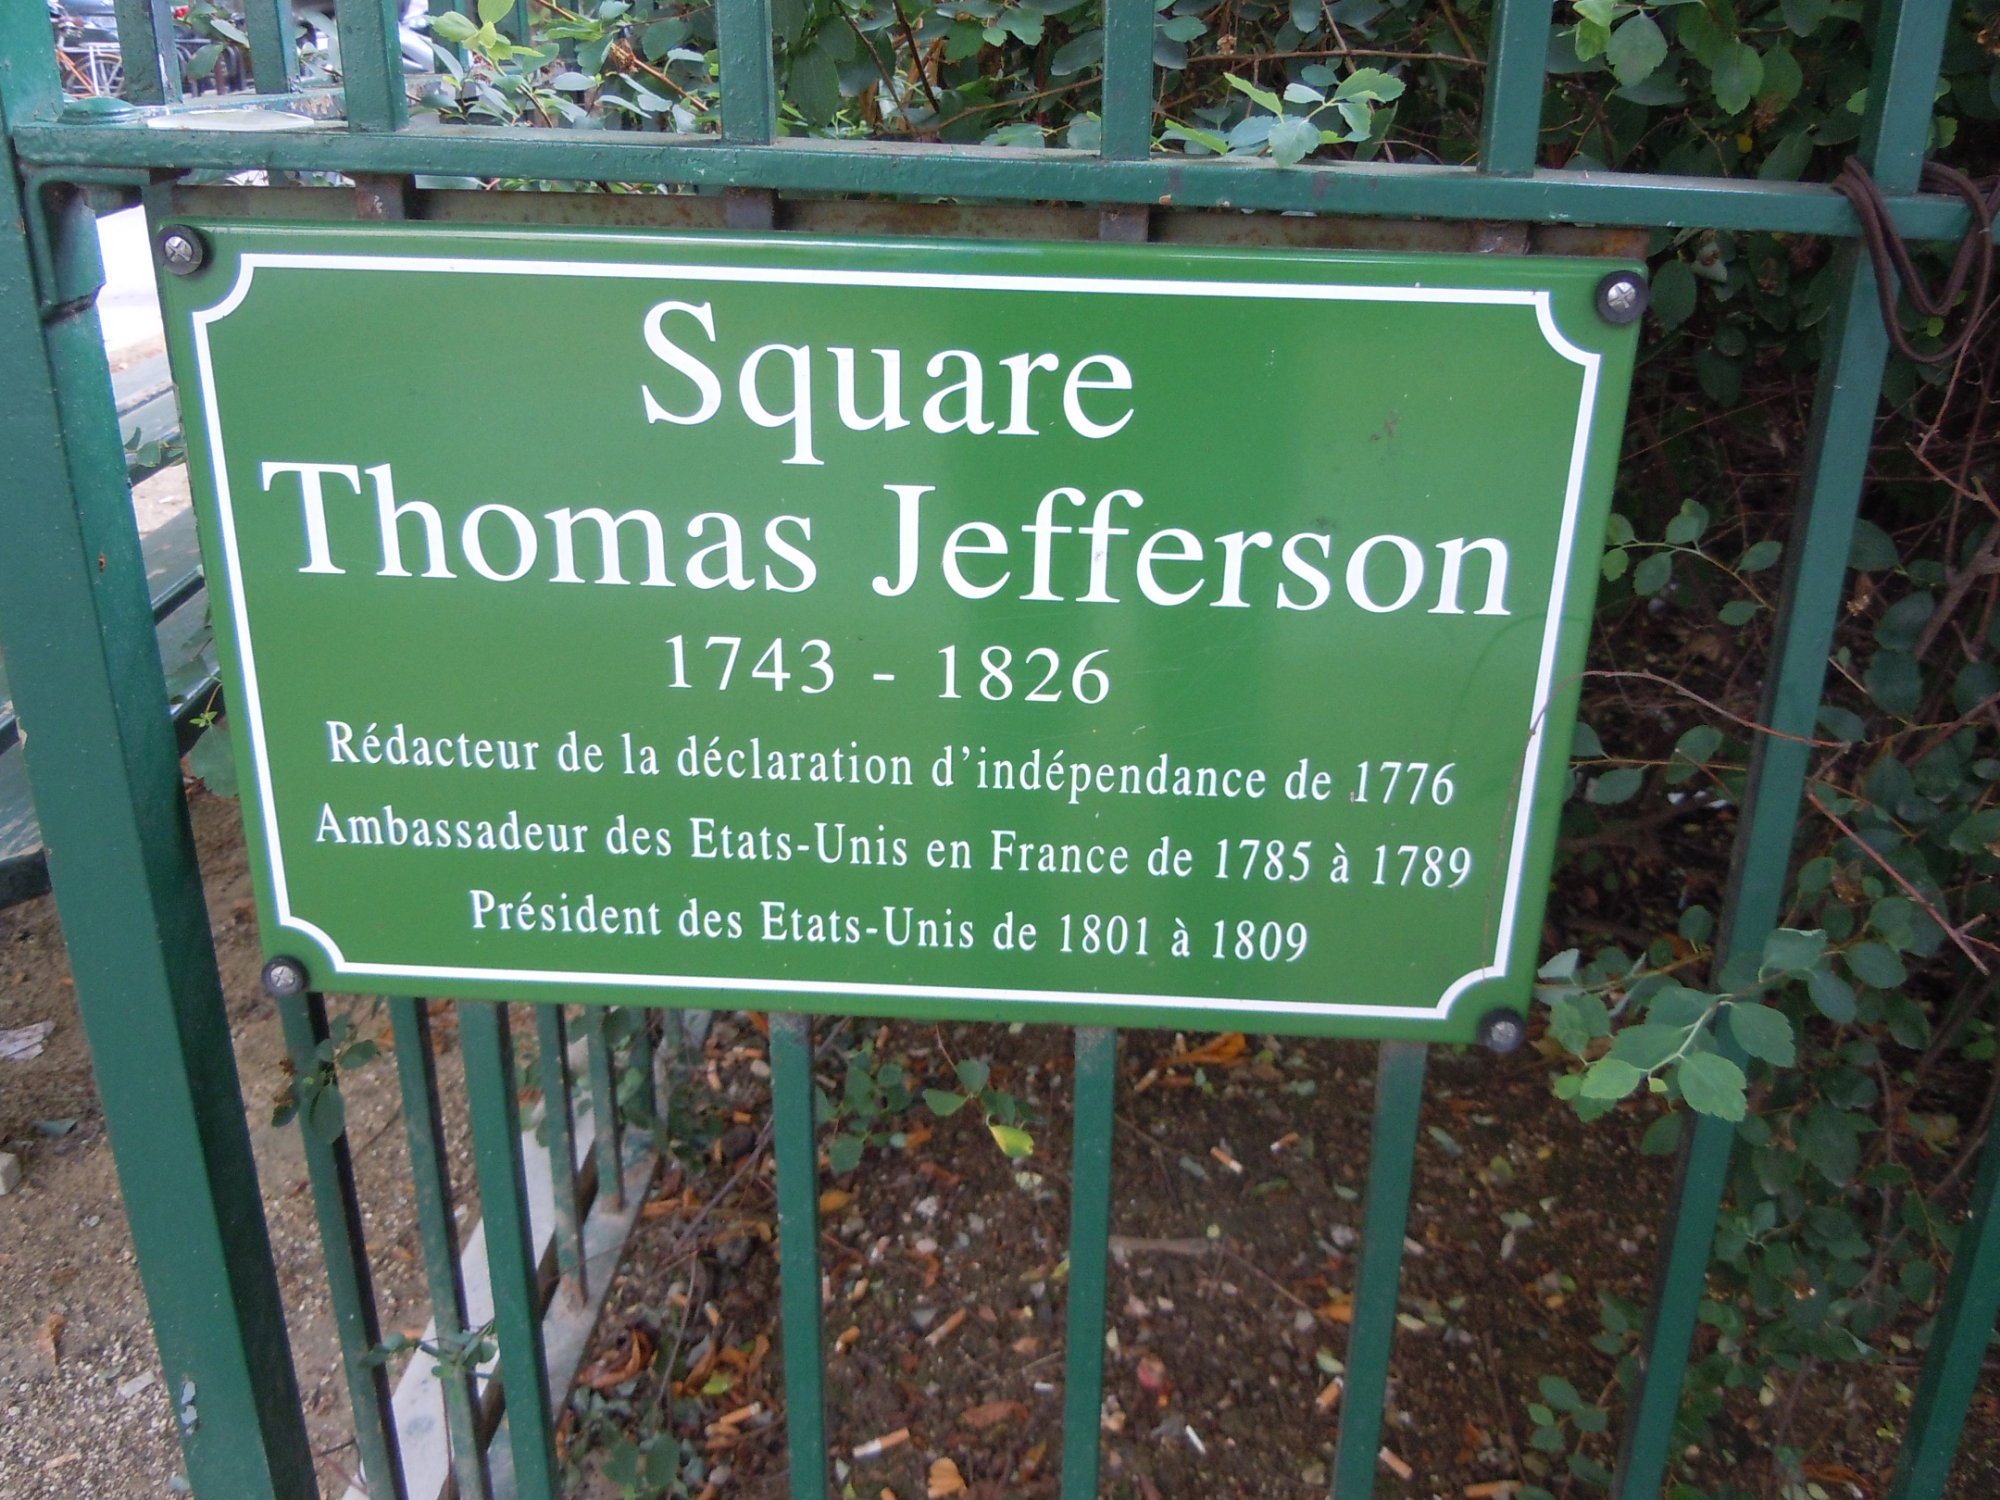 Square
Thomas Jefferson
1743 - 1826
Rédacteur de la déclaration d'indépendance de 1776
Ambassadeur des Etats-Unis en France de 1785 à 1789
Président des Etats-Unis de 1801 à 1809